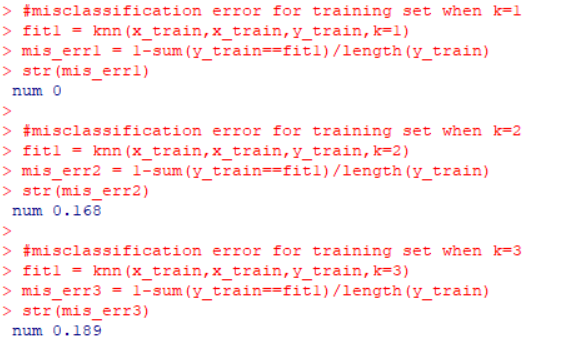 > #misclassification error for training set when k=1
> fit1 = knn(x_train,x_train,y_train,k=1)
> mis_err1 = 1-sum(y_train==fit1)/length(y_train)
> str(mis_err1)
num 0
>
> #misclassification error for training set when k=2
> fit1 = knn(x_train,x_train,y_train,k=2)
> mis_err2 = 1-sum(y_train==fit1)/length(y_train)
> str(mis_err2)
num 0.168
>
> #misclassification error for training set when k=3
> fit1 = knn(x_train,x_train,y_train,k=3)
> mis_err3 = 1-sum(y_train==fit1)/length(y_train)
> str(mis_err3)
num 0.189